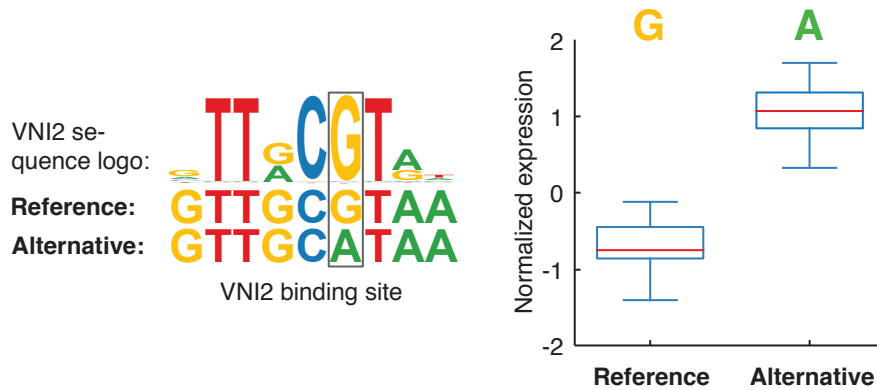 VNI2 se-
quence logo:
GTTGACGTAGT
Reference: GTTGCGTAA
Alternative: GTTGCATAA
VNI2 binding site
G A
Normalized expression
2
1
0
-1
-2
Reference Alternative